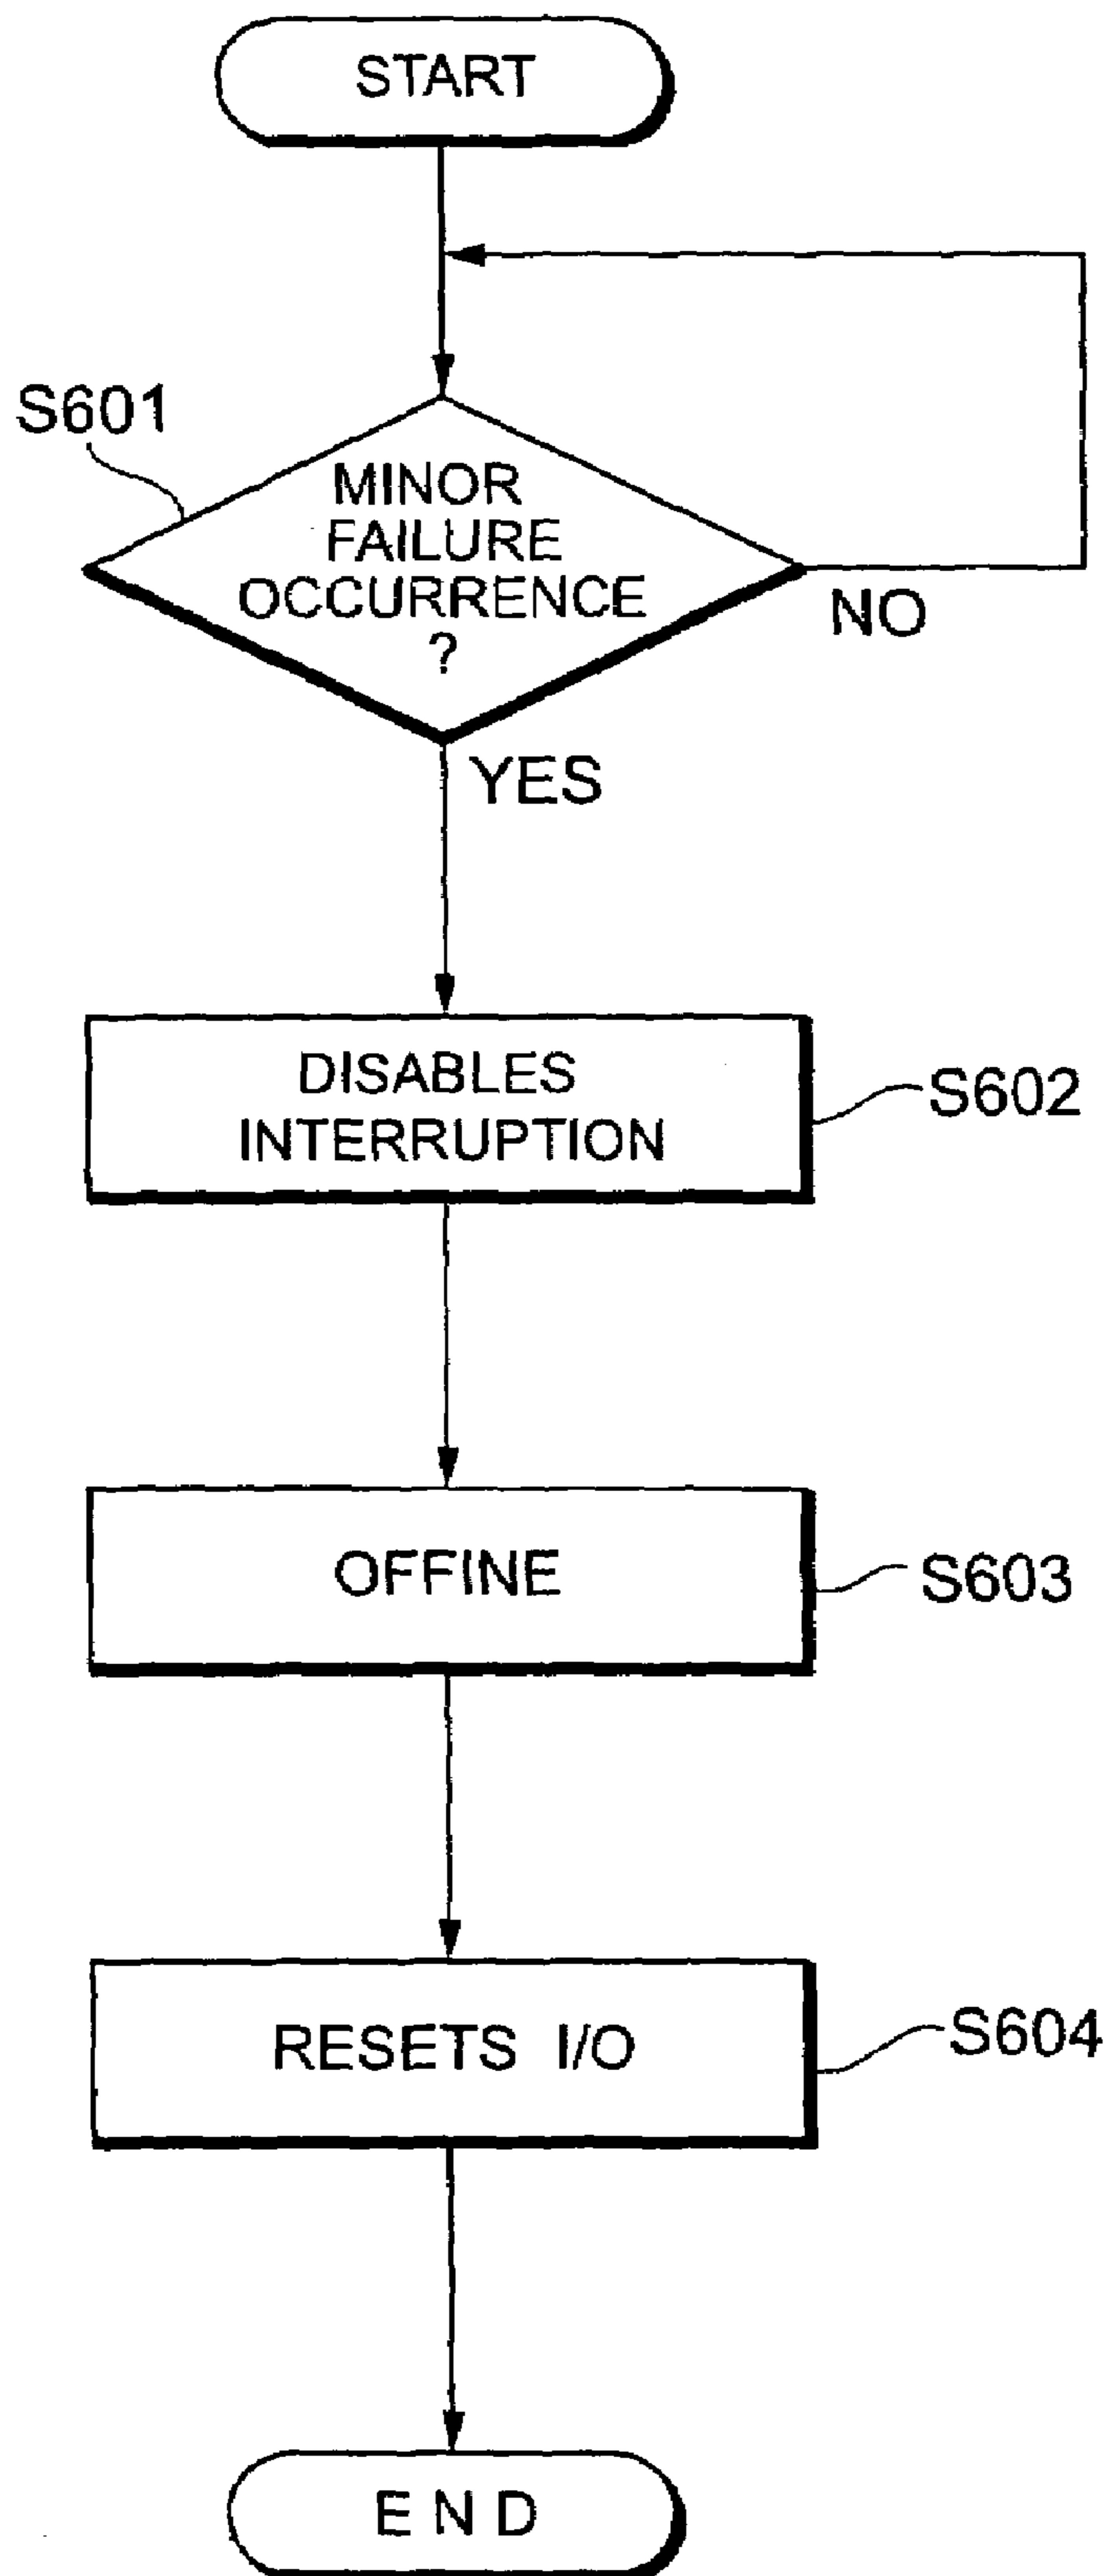 START
S601
MINOR
FAILURE
OCCURRENCE
?
NO
YES
DISABLES
INTERRUPTION
S602
OFFINE
S603
RESETS I/O
S604
END